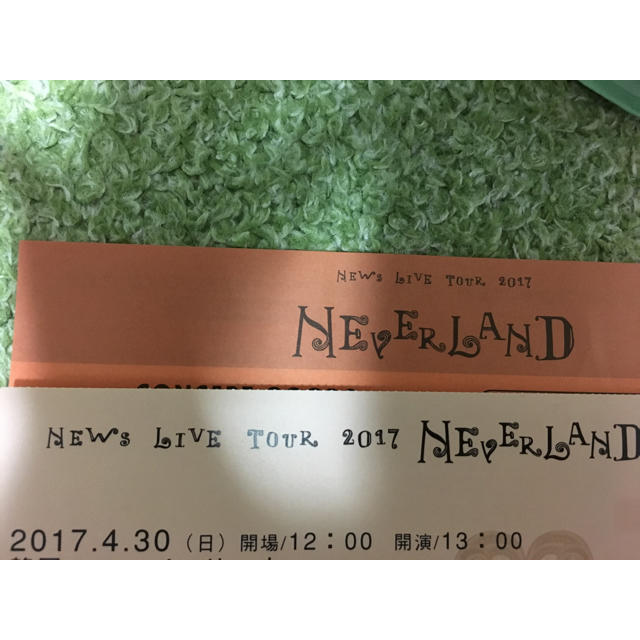 NEWS LIVE TOUR 2017
NEVERLAND
NEWS LIVE TOUR 2017 NEVERLAND
2017.4.30（日）開場/12：00 開演/13：00